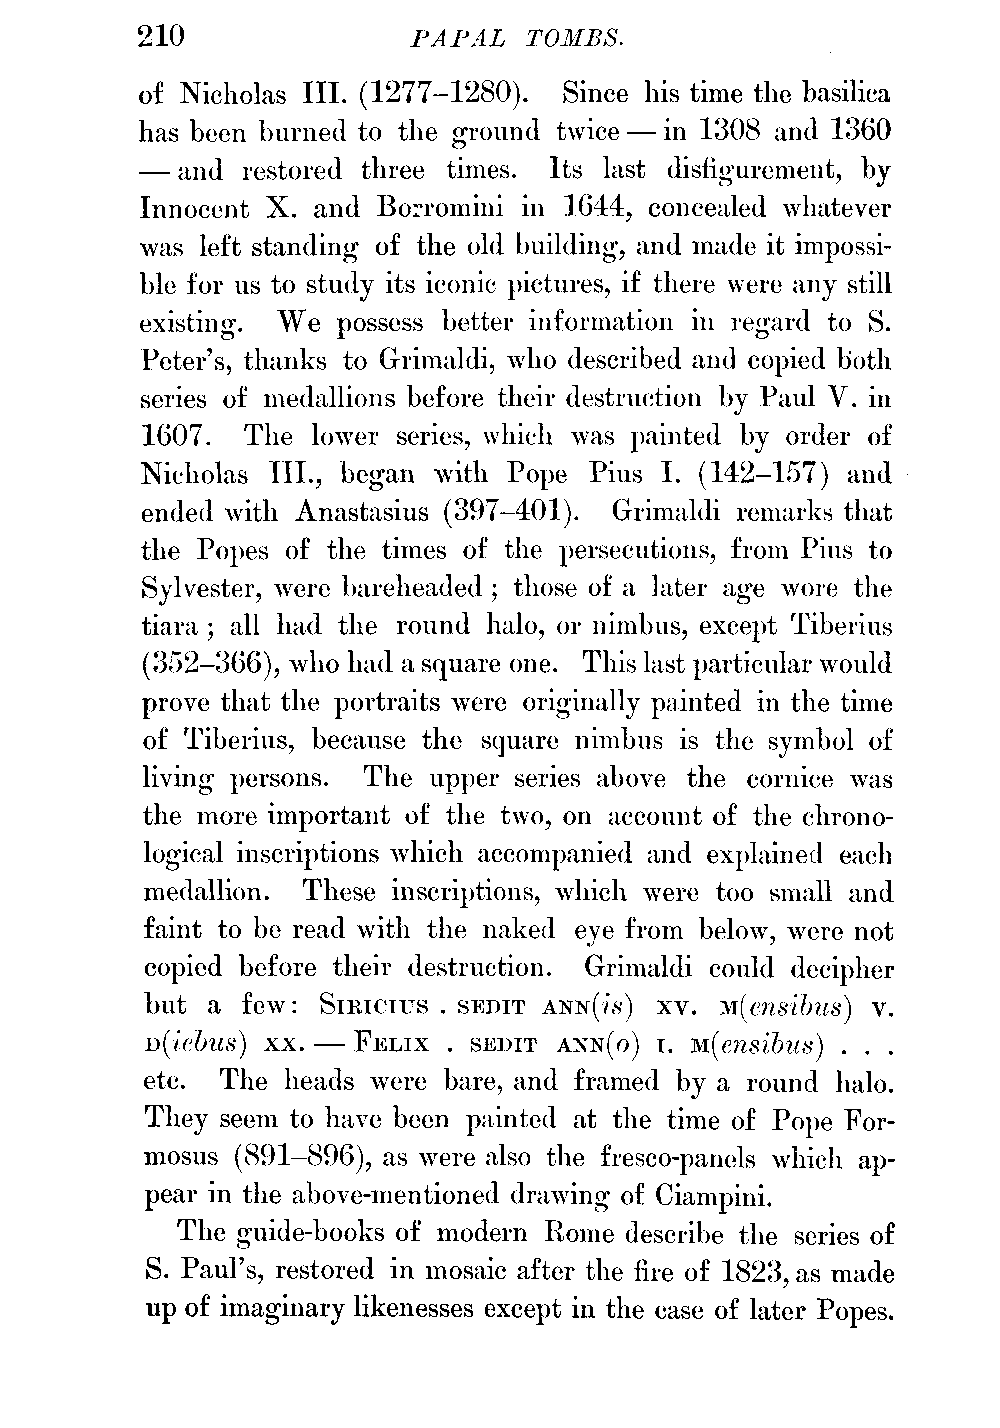 210 PAPAL TOMBS.
of Nicholas III. (1277–1280). Since his time the basilica
has been burned to the ground twice — in 1308 and 1360
— and restored three times. Its last disfigurement, by
Innocent X. and Borromini in 1644, concealed whatever
was left standing of the old building, and made it impossi-
ble for us to study its iconic pictures, if there were any still
existing. We possess better information in regard to S.
Peter's, thanks to Grimaldi, who described and copied both
series of medallions before their destruction by Paul V. in
1607. The lower series, which was painted by order of
Nicholas III., began with Pope Pius I. (142–157) and
ended with Anastasius (397–401). Grimaldi remarks that
the Popes of the times of the persecutions, from Pius to
Sylvester, were bareheaded ; those of a later age wore the
tiara ; all had the round halo, or nimbus, except Tiberius
(352–366), who had a square one. This last particular would
prove that the portraits were originally painted in the time
of Tiberius, because the square nimbus is the symbol of
living persons. The upper series above the cornice was
the more important of the two, on account of the chrono-
logical inscriptions which accompanied and explained each
medallion. These inscriptions, which were too small and
faint to be read with the naked eye from below, were not
copied before their destruction. Grimaldi could decipher
but a few: SIRICIUS . SEDIT ANN(is) XV. M(ensibus) V.
D(iebus) XX. — FELIX . SEDIT ANN(o) I. M(ensibus) . . .
etc. The heads were bare, and framed by a round halo.
They seem to have been painted at the time of Pope For-
mosus (891–896), as were also the fresco-panels which ap-
pear in the above-mentioned drawing of Ciampini.
The guide-books of modern Rome describe the series of
S. Paul's, restored in mosaic after the fire of 1823, as made
up of imaginary likenesses except in the case of later Popes.